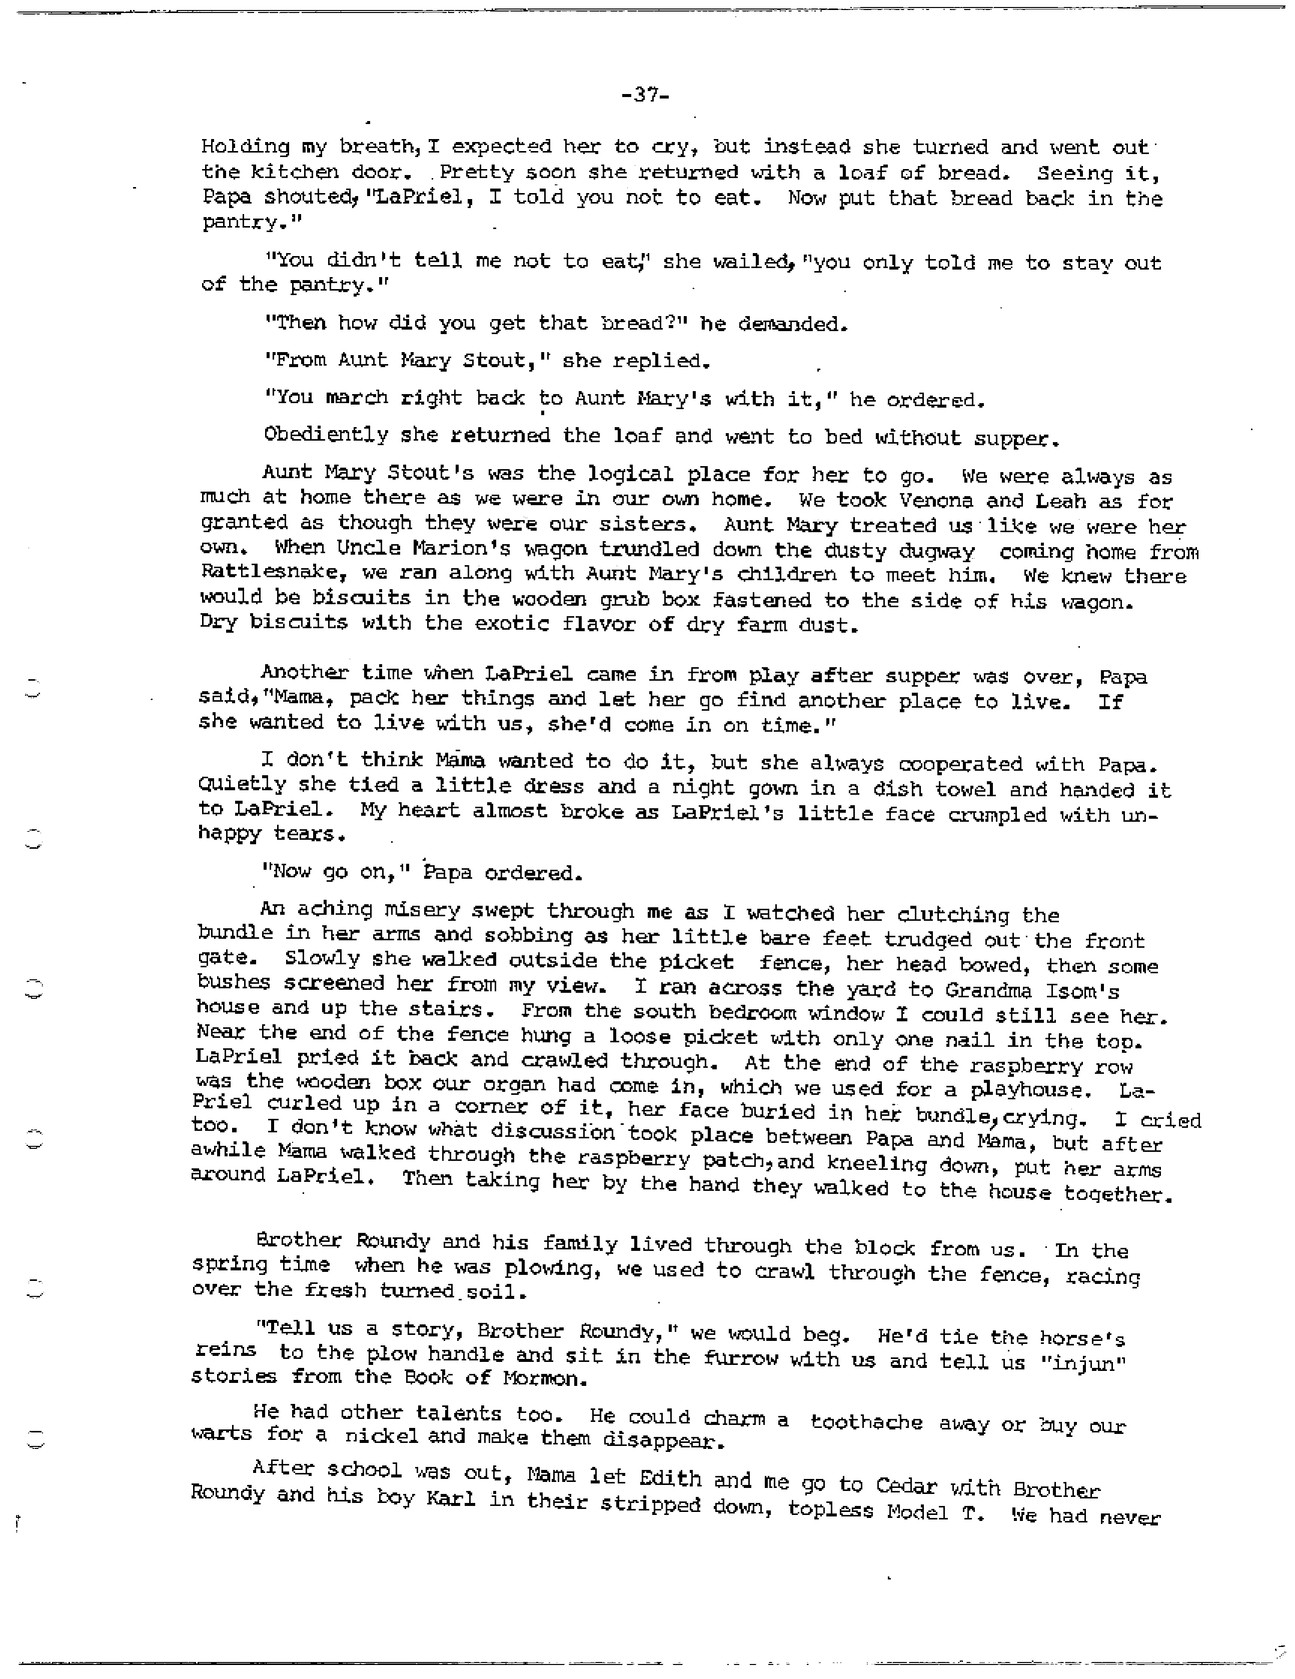 -37-
Holding my breath, I expected her to cry, but instead she turned and went out
the kitchen door. Pretty soon she returned with a loaf of bread. Seeing it,
Papa shouted, "LaPriel, I told you not to eat. Now put that bread back in the
pantry."
"You didn't tell me not to eat," she wailed, "you only told me to stay out
of the pantry."
"Then how did you get that bread?" he demanded.
"From Aunt Mary Stout," she replied.
"You march right back to Aunt Mary's with it," he ordered.
Obediently she returned the loaf and went to bed without supper.
Aunt Mary Stout's was the logical place for her to go. We were always as
much at home there as we were in our own home. We took Venona and Leah as for
granted as though they were our sisters. Aunt Mary treated us like we were her
own. When Uncle Marion's wagon trundled down the dusty dugway coming home from
Rattlesnake, we ran along with Aunt Mary's children to meet him. We knew there
would be biscuits in the wooden grub box fastened to the side of his wagon.
Dry biscuits with the exotic flavor of dry farm dust.
Another time when LaPriel came in from play after supper was over, Papa
said, "Mama, pack her things and let her go find another place to live. If
she wanted to live with us, she'd come in on time."
I don't think Mama wanted to do it, but she always cooperated with Papa.
Quietly she tied a little dress and a night gown in a dish towel and handed it
to LaPriel. My heart almost broke as LaPriel's little face crumpled with un-
happy tears.
"Now go on," Papa ordered.
An aching misery swept through me as I watched her clutching the
bundle in her arms and sobbing as her little bare feet trudged out the front
gate. Slowly she walked outside the picket fence, her head bowed, then some
bushes screened her from my view. I ran across the yard to Grandma Isom's
house and up the stairs. From the south bedroom window I could still see her.
Near the end of the fence hung a loose picket with only one nail in the top.
LaPriel pried it back and crawled through. At the end of the raspberry row
was the wooden box our organ had come in, which we used for a playhouse. La-
Priel curled up in a corner of it, her face buried in her bundle, crying. I cried
too. I don't know what discussion took place between Papa and Mama, but after
awhile Mama walked through the raspberry patch, and kneeling down, put her arms
around LaPriel. Then taking her by the hand they walked to the house together.
Brother Roundy and his family lived through the block from us. In the
spring time when he was plowing, we used to crawl through the fence, racing
over the fresh turned soil.
"Tell us a story, Brother Roundy," we would beg. He'd tie the horse's
reins to the plow handle and sit in the furrow with us and tell us "injun"
stories from the Book of Mormon.
He had other talents too. He could charm a toothache away or buy our
warts for a nickel and make them disappear.
After school was out, Mama let Edith and me go to Cedar with Brother
Roundy and his boy Karl in their stripped down, topless Model T. We had never